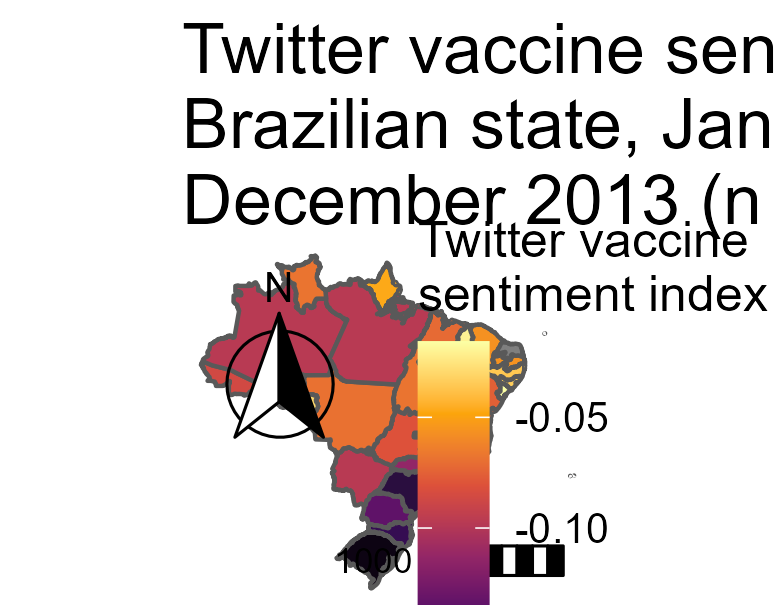 Twitter vaccine sen
Brazilian state, Jan
December 2013 (n
Twitter vaccine
sentiment index
N
-0.05
-0.10
1000